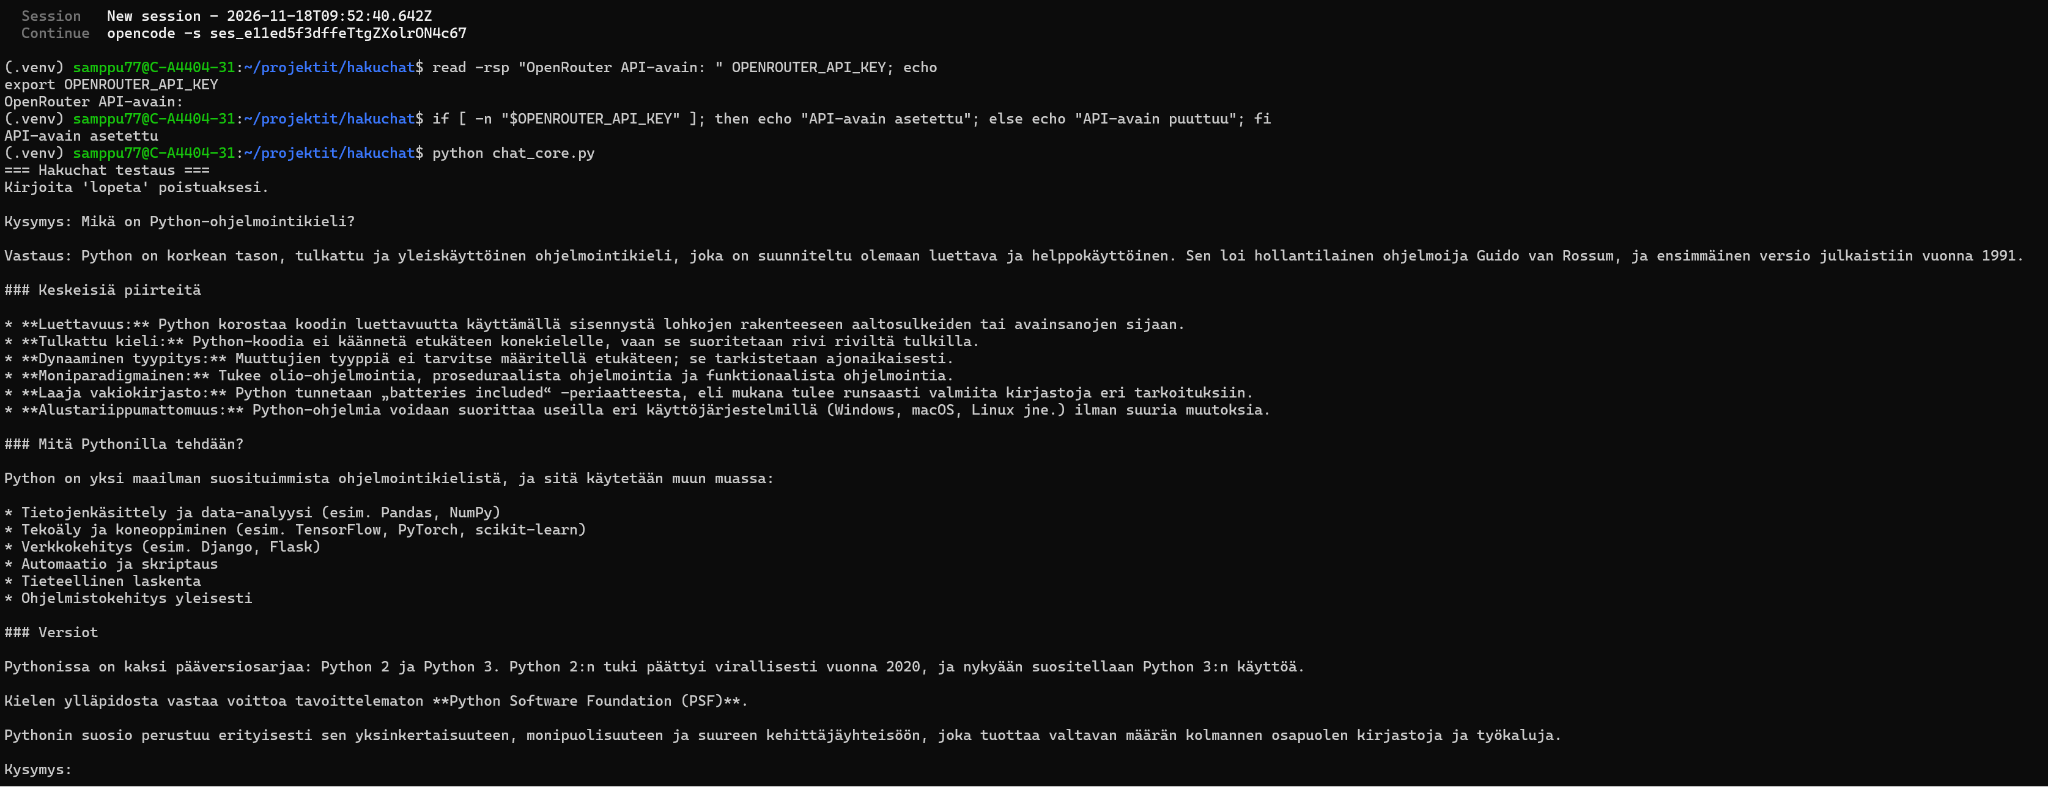 Session   New session - 2026-11-18T09:52:40.642Z
Continue  opencode -s ses_e11ed5f3dffeTtgZXolrON4c67
(.venv) samppu77@C-A4404-31:~/projektit/hakuchat$ read -rsp "OpenRouter API-avain: " OPENROUTER_API_KEY; echo
export OPENROUTER_API_KEY
OpenRouter API-avain:
(.venv) samppu77@C-A4404-31:~/projektit/hakuchat$ if [ -n "$OPENROUTER_API_KEY" ]; then echo "API-avain asetettu"; else echo "API-avain puuttuu"; fi
API-avain asetettu
(.venv) samppu77@C-A4404-31:~/projektit/hakuchat$ python chat_core.py
=== Hakuchat testaus ===
Kirjoita 'lopeta' poistuaksesi.
Kysymys: Mikä on Python-ohjelmointikieli?
Vastaus: Python on korkean tason, tulkattu ja yleiskäyttöinen ohjelmointikieli, joka on suunniteltu olemaan luettava ja helppokäyttöinen. Sen loi hollantilainen ohjelmoija Guido van Rossum, ja ensimmäinen versio julkaistiin vuonna 1991.
### Keskeisiä piirteitä
* **Luettavuus:** Python korostaa koodin luettavuutta käyttämällä sisennystä lohkojen rakenteeseen aaltosulkeiden tai avainsanojen sijaan.
* **Tulkattu kieli:** Python-koodia ei käännetä etukäteen konekielelle, vaan se suoritetaan rivi riviltä tulkilla.
* **Dynaaminen tyypitys:** Muuttujien tyyppiä ei tarvitse määritellä etukäteen; se tarkistetaan ajonaikaisesti.
* **Moniparadigmainen:** Tukee olio-ohjelmointia, proseduraalista ohjelmointia ja funktionaalista ohjelmointia.
* **Laaja vakiokirjasto:** Python tunnetaan „batteries included“ -periaatteesta, eli mukana tulee runsaasti valmiita kirjastoja eri tarkoituksiin.
* **Alustariippumattomuus:** Python-ohjelmia voidaan suorittaa useilla eri käyttöjärjestelmillä (Windows, macOS, Linux jne.) ilman suuria muutoksia.
### Mitä Pythonilla tehdään?
Python on yksi maailman suosituimmista ohjelmointikielistä, ja sitä käytetään muun muassa:
* Tietojenkäsittely ja data-analyysi (esim. Pandas, NumPy)
* Tekoäly ja koneoppiminen (esim. TensorFlow, PyTorch, scikit-learn)
* Verkkokehitys (esim. Django, Flask)
* Automaatio ja skriptaus
* Tieteellinen laskenta
* Ohjelmistokehitys yleisesti
### Versiot
Pythonissa on kaksi pääversiosarjaa: Python 2 ja Python 3. Python 2:n tuki päättyi virallisesti vuonna 2020, ja nykyään suositellaan Python 3:n käyttöä.
Kielen ylläpidosta vastaa voittoa tavoittelematon **Python Software Foundation (PSF)**.
Pythonin suosio perustuu erityisesti sen yksinkertaisuuteen, monipuolisuuteen ja suureen kehittäjäyhteisöön, joka tuottaa valtavan määrän kolmannen osapuolen kirjastoja ja työkaluja.
Kysymys: